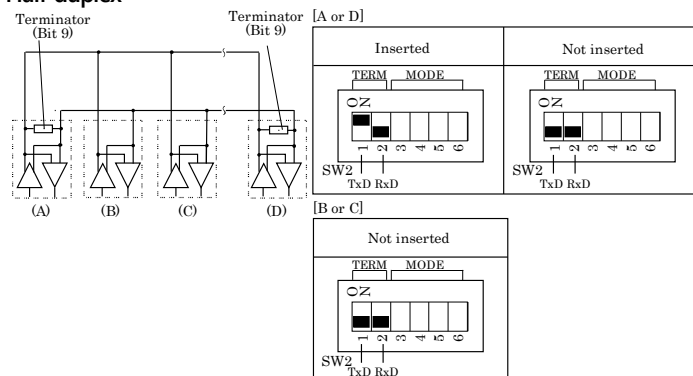 Terminator
(Bit 9)
Terminator
(Bit 9)
(A)
(B)
(C)
(D)
[A or D]
Inserted
Not inserted
TERM MODE
ON
1 2 3 4 5 6
SW2
TxD RxD
TERM MODE
ON
1 2 3 4 5 6
SW2
TxD RxD
[B or C]
Not inserted
TERM MODE
ON
1 2 3 4 5 6
SW2
TxD RxD